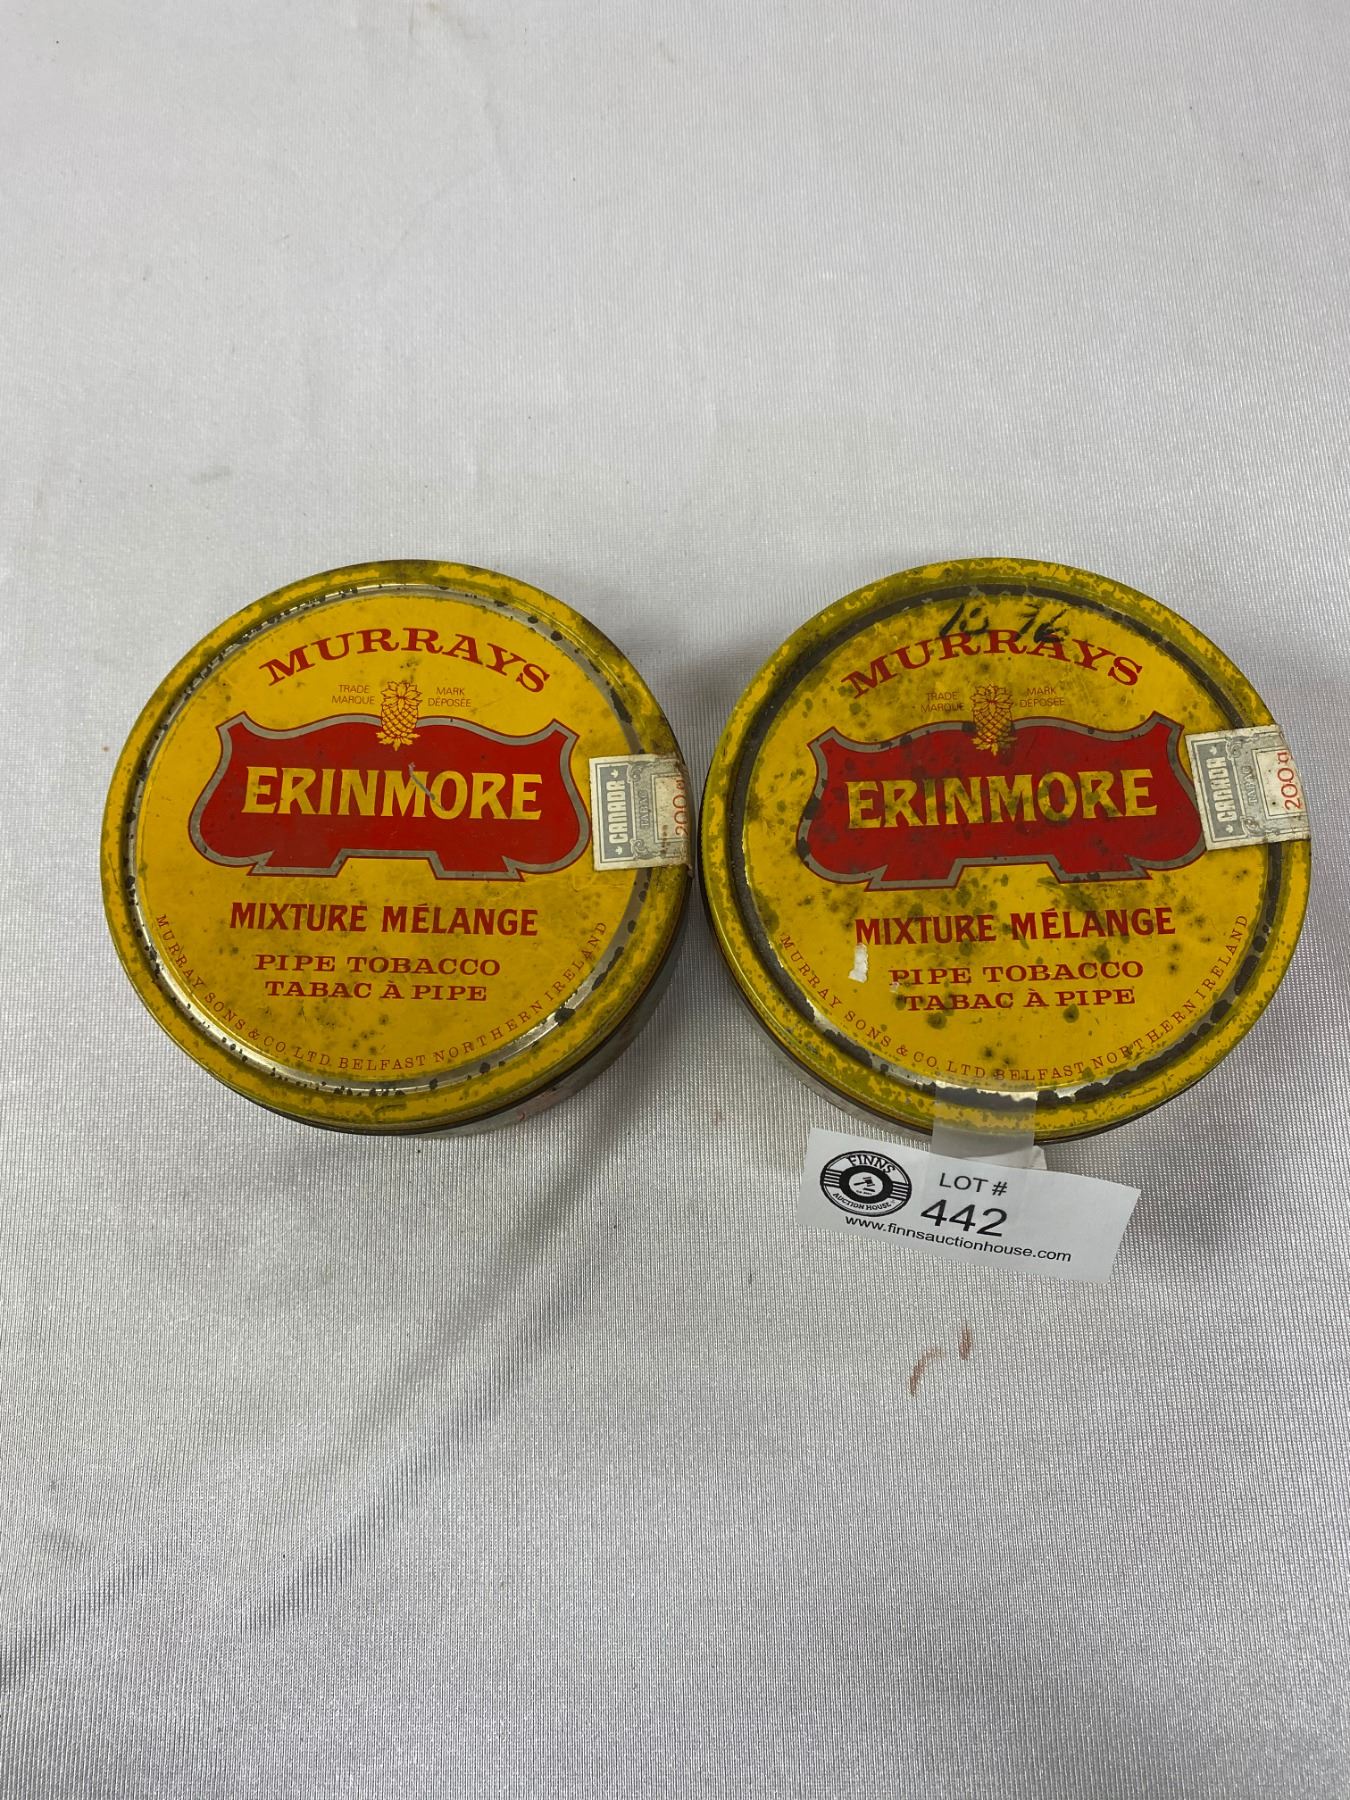 MURRAYS
TRADE MARK
MARQUE DÉPOSÉE
ERINMORE
MIXTURE MÉLANGE
PIPE TOBACCO
TABAC À PIPE
MURRAY SONS & CO LTD BELFAST NORTHERN IRELAND
CANADA
200g
MURRAYS
TRADE MARK
MARQUE DÉPOSÉE
ERINMORE
MIXTURE MÉLANGE
PIPE TOBACCO
TABAC À PIPE
MURRAY SONS & CO LTD BELFAST NORTHERN IRELAND
CANADA
200g
FINNS
AUCTION HOUSE
LOT #
442
www.finnsauctionhouse.com